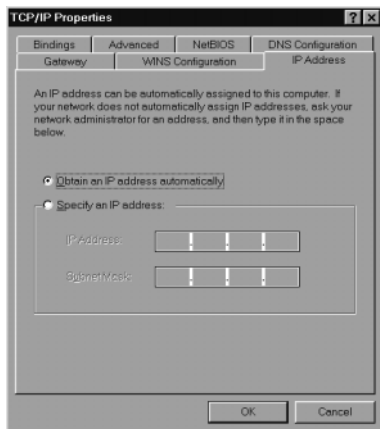 TCP/IP Properties
? ×
Bindings Advanced NetBIOS DNS Configuration
Gateway WINS Configuration IP Address
An IP address can be automatically assigned to this computer. If
your network does not automatically assign IP addresses, ask your
network administrator for an address, and then type it in the space
below.
Obtain an IP address automatically
Specify an IP address:
IP Address:
. . .
Subnet Mask:
. . .
OK Cancel